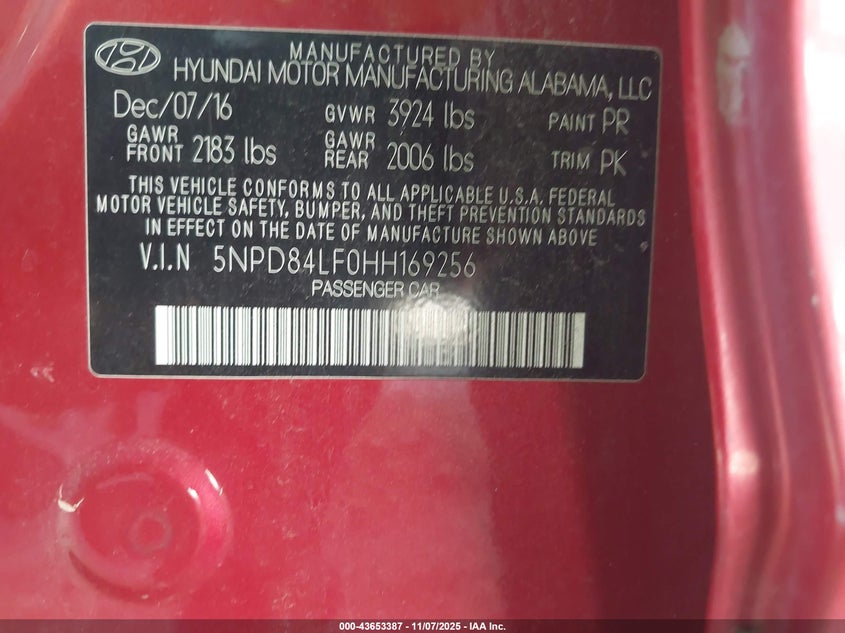 MANUFACTURED BY
HYUNDAI MOTOR MANUFACTURING ALABAMA, LLC
Dec/07/16 GVWR 3924 lbs PAINT PR
GAWR FRONT 2183 lbs GAWR REAR 2006 lbs TRIM PK
THIS VEHICLE CONFORMS TO ALL APPLICABLE U.S.A. FEDERAL
MOTOR VEHICLE SAFETY, BUMPER, AND THEFT PREVENTION STANDARDS
IN EFFECT ON THE DATE OF MANUFACTURE SHOWN ABOVE
V.I.N 5NPD84LF0HH169256
PASSENGER CAR
000-43653387 - 11/07/2025 - IAA Inc.